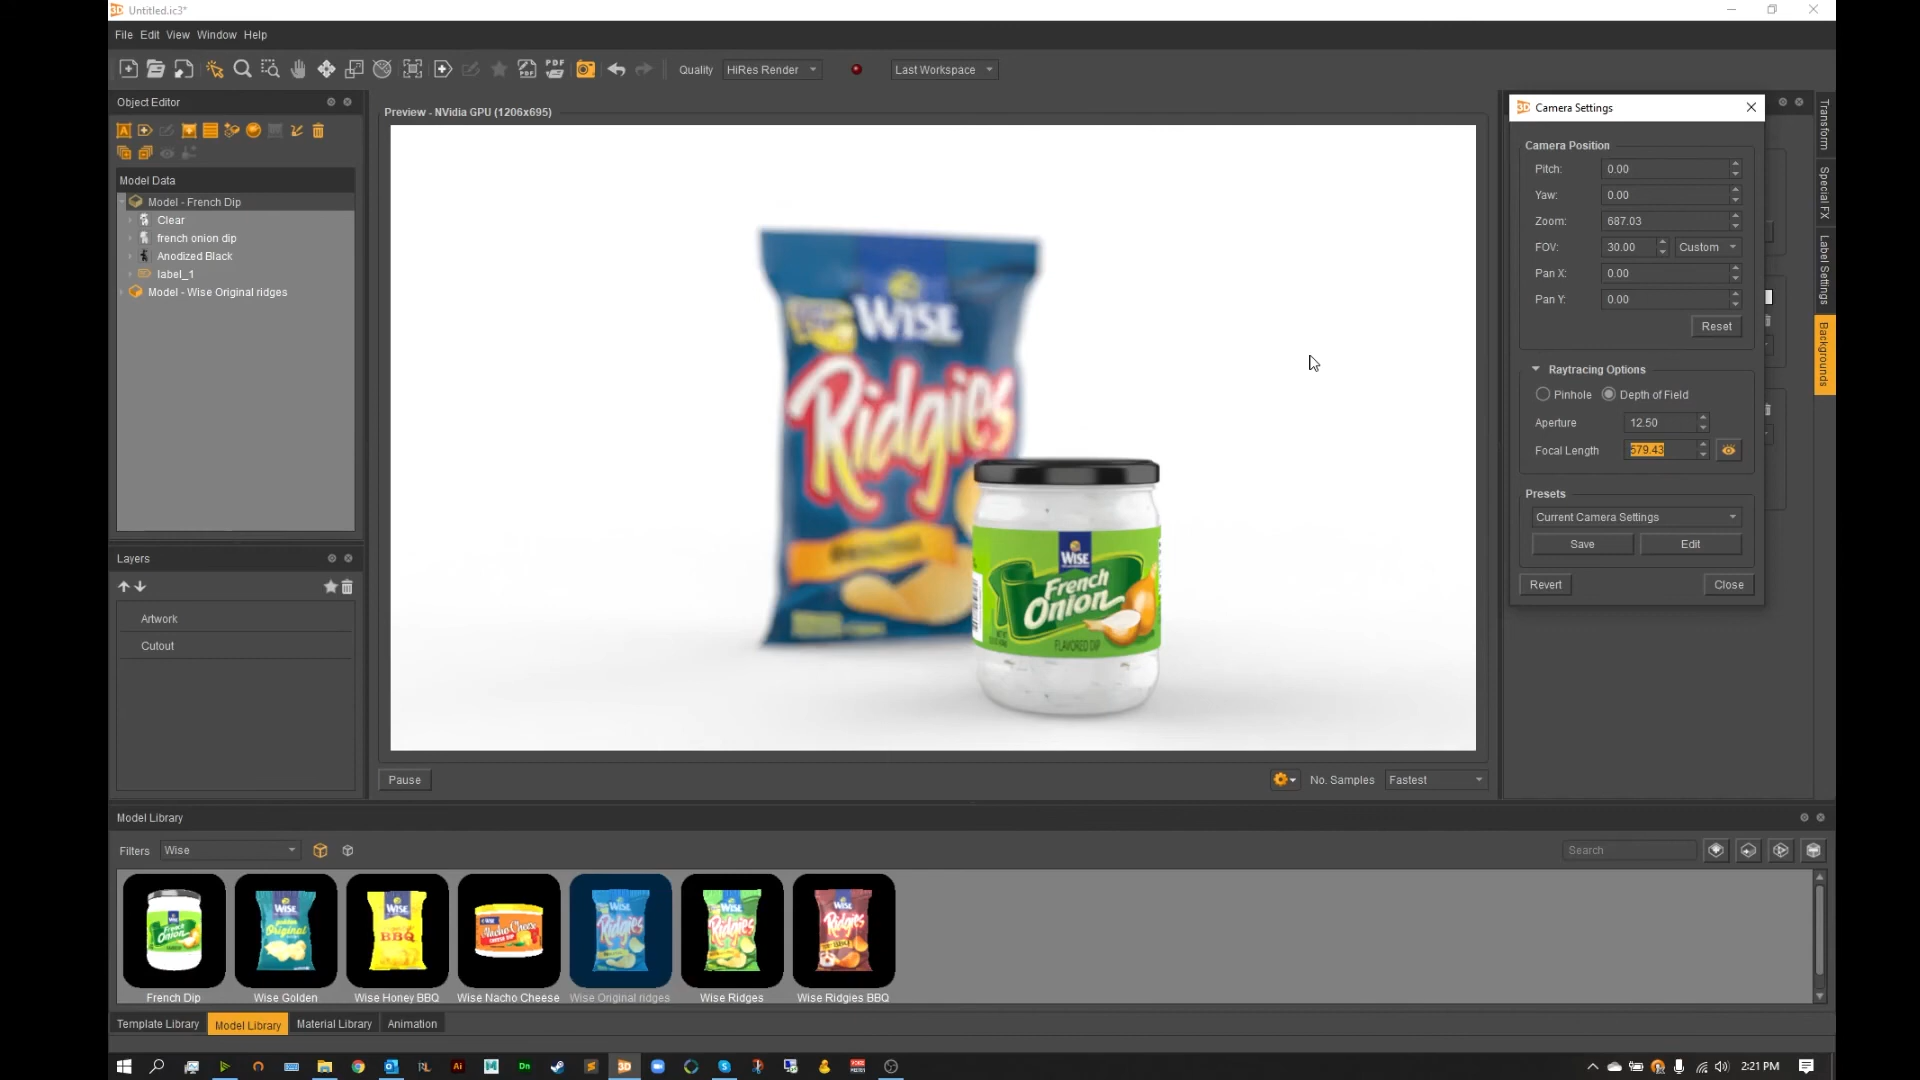 Untitled.ic3*
File Edit View Window Help
PDF PDF Quality HiRes Render Last Workspace
Object Editor
Model Data
Model - French Dip
Clear
french onion dip
Anodized Black
label_1
Model - Wise Original ridges
Layers
Artwork
Cutout
Preview - NVidia GPU (1206x695)
WISE
Ridgies
WISE
French
Onion
FLAVORED DIP
Pause
No. Samples Fastest
Camera Settings
Camera Position
Pitch: 0.00
Yaw: 0.00
Zoom: 687.03
FOV: 30.00 Custom
Pan X: 0.00
Pan Y: 0.00
Reset
Raytracing Options
Pinhole Depth of Field
Aperture 12.50
Focal Length 579.43
Presets
Current Camera Settings
Save Edit
Revert Close
Transform
Special FX
Label Settings
Backgrounds
Model Library
Filters Wise Search
French Dip Wise Golden Wise Honey BBQ Wise Nacho Cheese Wise Original ridges Wise Ridges Wise Ridgies BBQ
Template Library Model Library Material Library Animation
2:21 PM